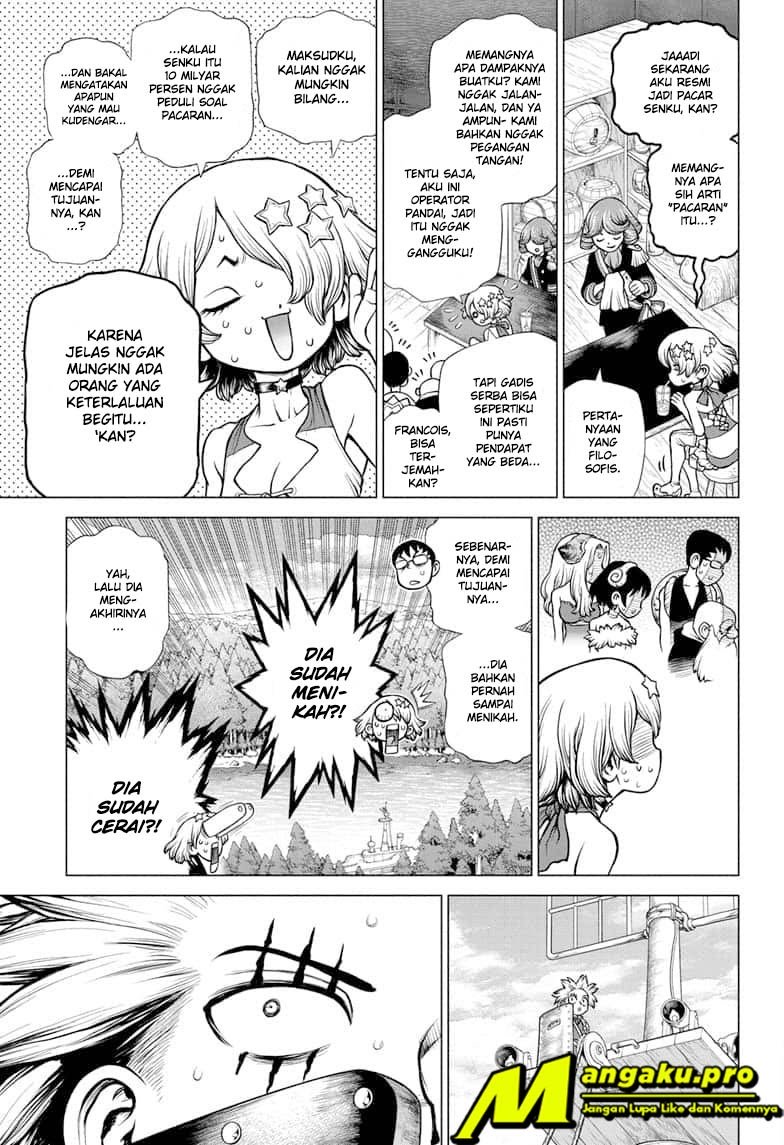 JAAADI
SEKARANG
AKU RESMI
JADI PACAR
SENKU, KAN?
MEMANG-
NYA APA
SIH ARTI
"PACARAN"
ITU...?
PERTA-
NYAAN
YANG
FILO-
SOFIS.
MEMANGNYA
APA DAMPAKNYA
BUATKU? KAMI
NGGAK JALAN-
JALAN, DAN YA
AMPUN- KAMI
BAHKAN NGGAK
PEGANGAN
TANGAN!
TENTU SAJA,
AKU INI
OPERATOR
PANDAI, JADI
ITU NGGAK
MENG-
GANGGUKU!
TAPI GADIS
SERBA BISA
SEPERTIKU
INI PASTI
PUNYA
PENDAPAT
YANG BEDA...
FRANCOIS,
BISA
TER-
JEMAH-
KAN?
MAKSUDKU,
KALIAN NGGAK
MUNGKIN
BILANG...
...KALAU
SENKU ITU
10 MILYAR
PERSEN NGGAK
PEDULI SOAL
PACARAN...
...DAN BAKAL
MENGATAKAN
APAPUN
YANG MAU
KUDENGAR...
...DEMI
MENCAPAI
TUJUAN-
NYA, KAN
...?
KARENA
JELAS NGGAK
MUNGKIN ADA
ORANG YANG
KETERLALUAN
BEGITU...
'KAN?
SEBENAR-
NYA, DEMI
MENCAPAI
TUJUAN-
NYA...
...DIA
BAHKAN
PERNAH
SAMPAI
MENIKAH.
DIA
SUDAH
MENI-
KAH?!
YAH,
LALU DIA
MENG-
AKHIRINYA
...
DIA
SUDAH
CERAI?!
Mangaku.pro
Jangan Lupa Like dan Komennya